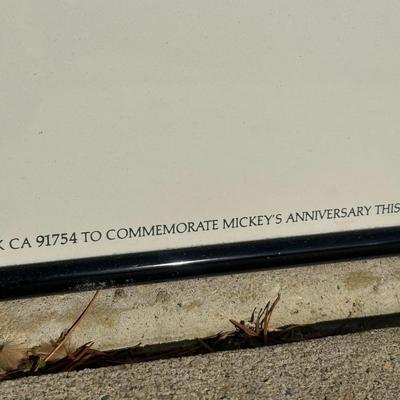 CA 91754 TO COMMEMORATE MICKEY'S ANNIVERSARY THIS